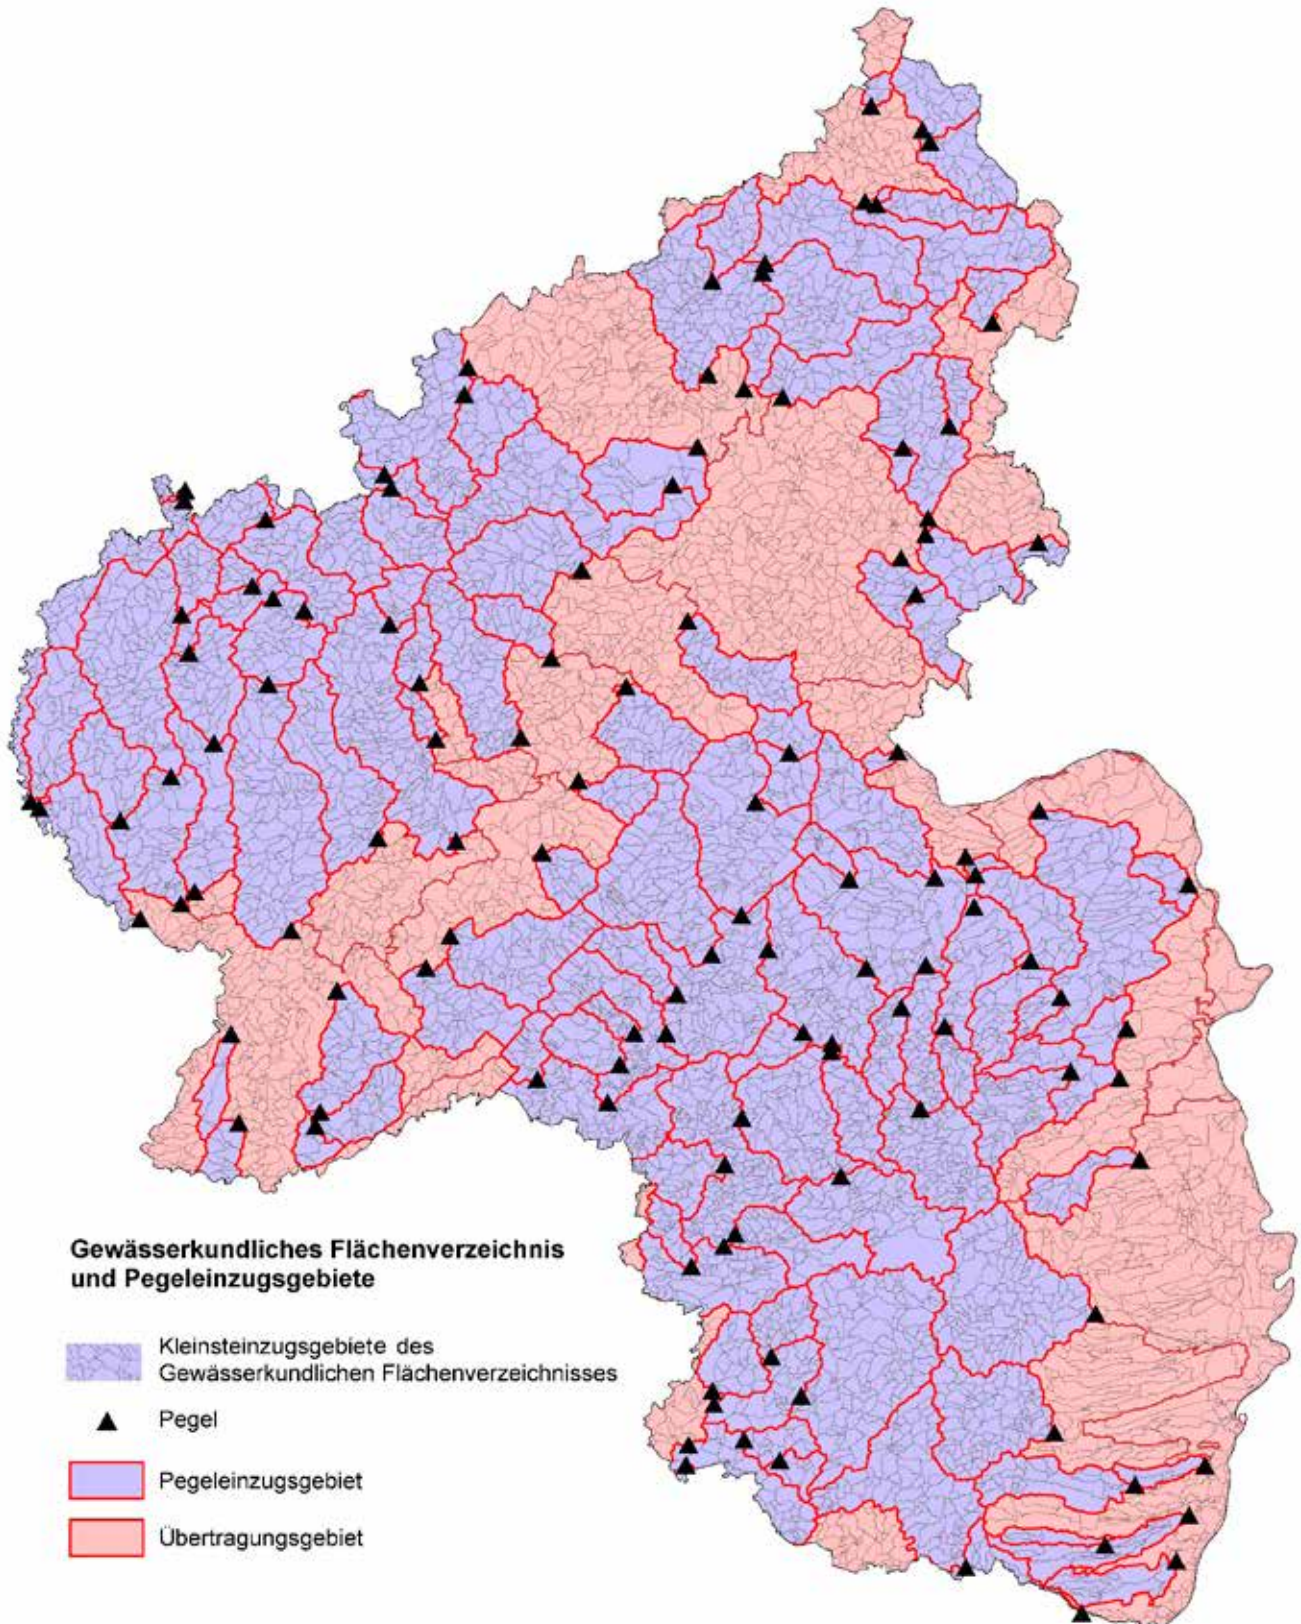 Gewässerkundliches Flächenverzeichnis
und Pegeleinzugsgebiete
Kleinsteinzugsgebiete des
Gewässerkundlichen Flächenverzeichnisses
Pegel
Pegeleinzugsgebiet
Übertragungsgebiet